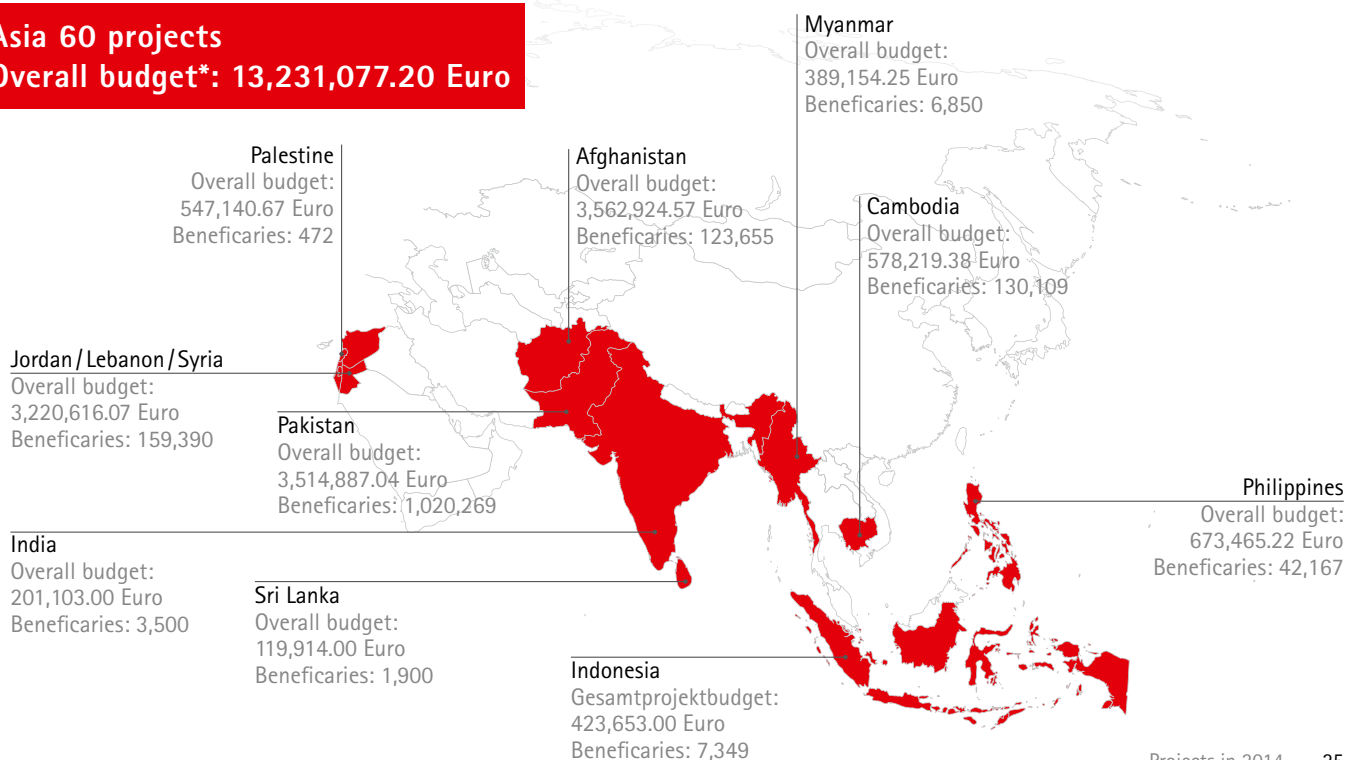 Asia 60 projects
Overall budget*: 13,231,077.20 Euro
Myanmar
Overall budget:
389,154.25 Euro
Beneficaries: 6,850
Palestine
Overall budget:
547,140.67 Euro
Beneficaries: 472
Afghanistan
Overall budget:
3,562,924.57 Euro
Beneficaries: 123,655
Cambodia
Overall budget:
578,219.38 Euro
Beneficaries: 130,109
Jordan / Lebanon / Syria
Overall budget:
3,220,616.07 Euro
Beneficaries: 159,390
Pakistan
Overall budget:
3,514,887.04 Euro
Beneficaries: 1,020,269
Philippines
Overall budget:
673,465.22 Euro
Beneficaries: 42,167
India
Overall budget:
201,103.00 Euro
Beneficaries: 3,500
Sri Lanka
Overall budget:
119,914.00 Euro
Beneficaries: 1,900
Indonesia
Gesamtprojektbudget:
423,653.00 Euro
Beneficaries: 7,349
Projects in 2014 25